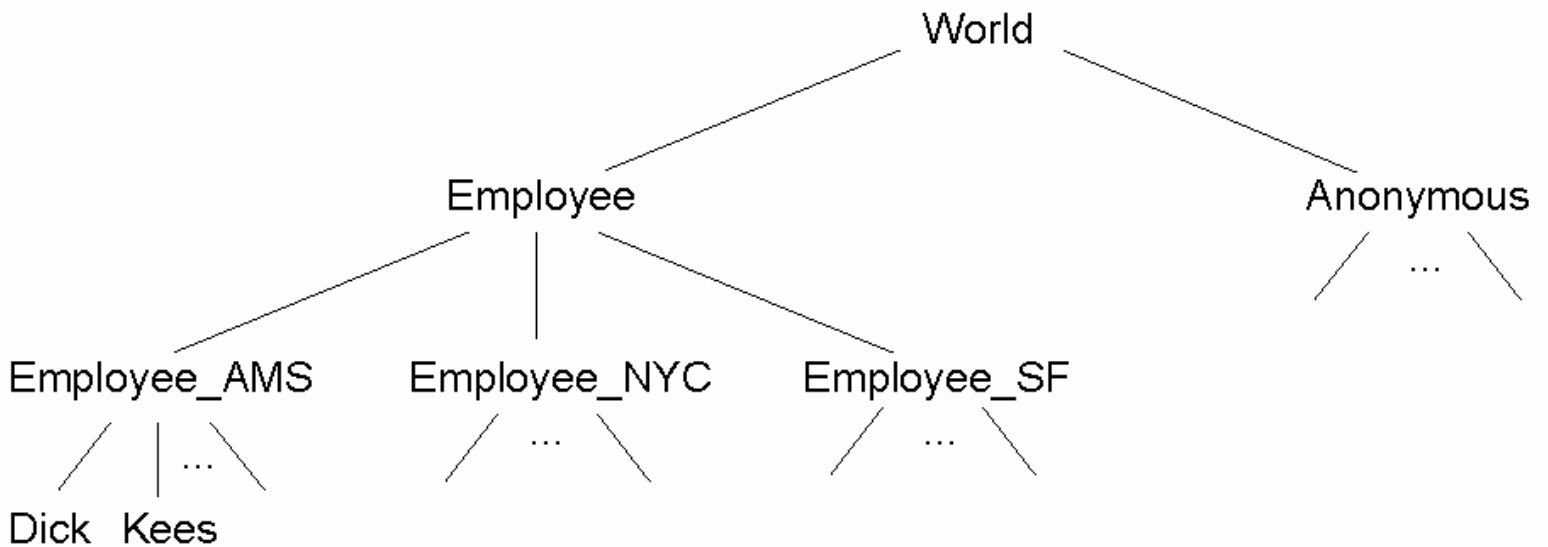 World
Employee Anonymous
...
Employee_AMS Employee_NYC Employee_SF
... ... ...
Dick Kees